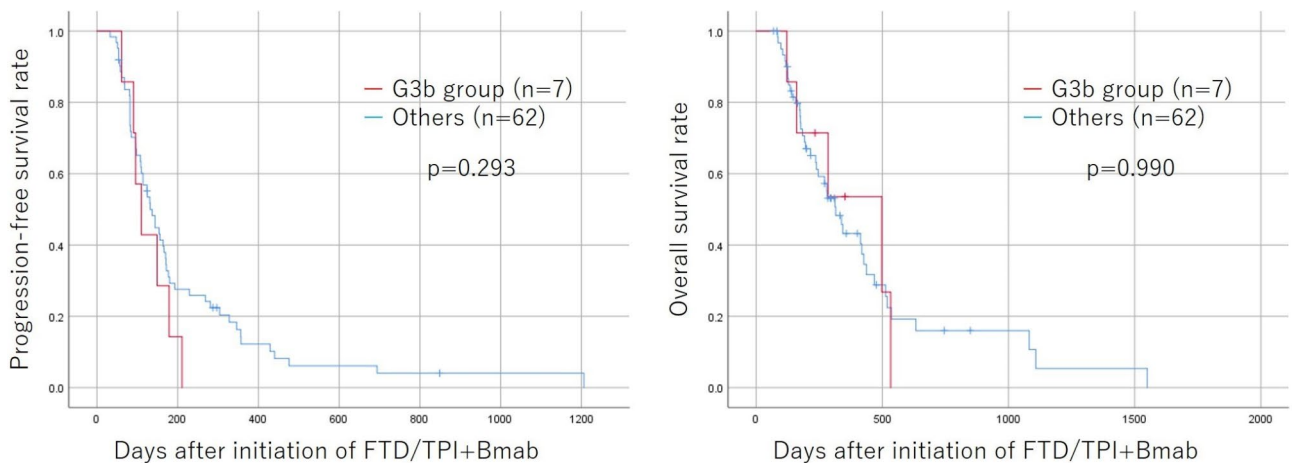 Progression-free survival rate
1.0
0.8
0.6
0.4
0.2
0.0
G3b group (n=7)
Others (n=62)
p=0.293
0 200 400 600 800 1000 1200
Days after initiation of FTD/TPI+Bmab
Overall survival rate
1.0
0.8
0.6
0.4
0.2
0.0
G3b group (n=7)
Others (n=62)
p=0.990
0 500 1000 1500 2000
Days after initiation of FTD/TPI+Bmab